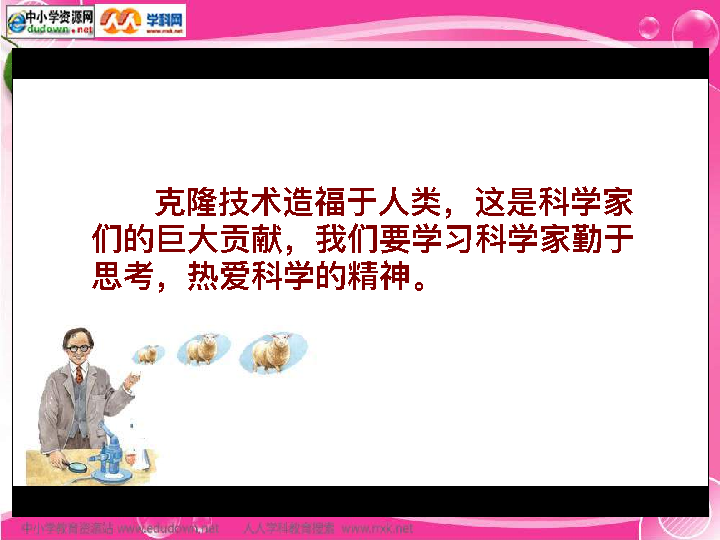 中小学资源网
dudown.net
学科网
克隆技术造福于人类，这是科学家
们的巨大贡献，我们要学习科学家勤于
思考，热爱科学的精神。
中小学教育资源站 www.edudown.net 人人学科教育搜索 www.rrxk.net